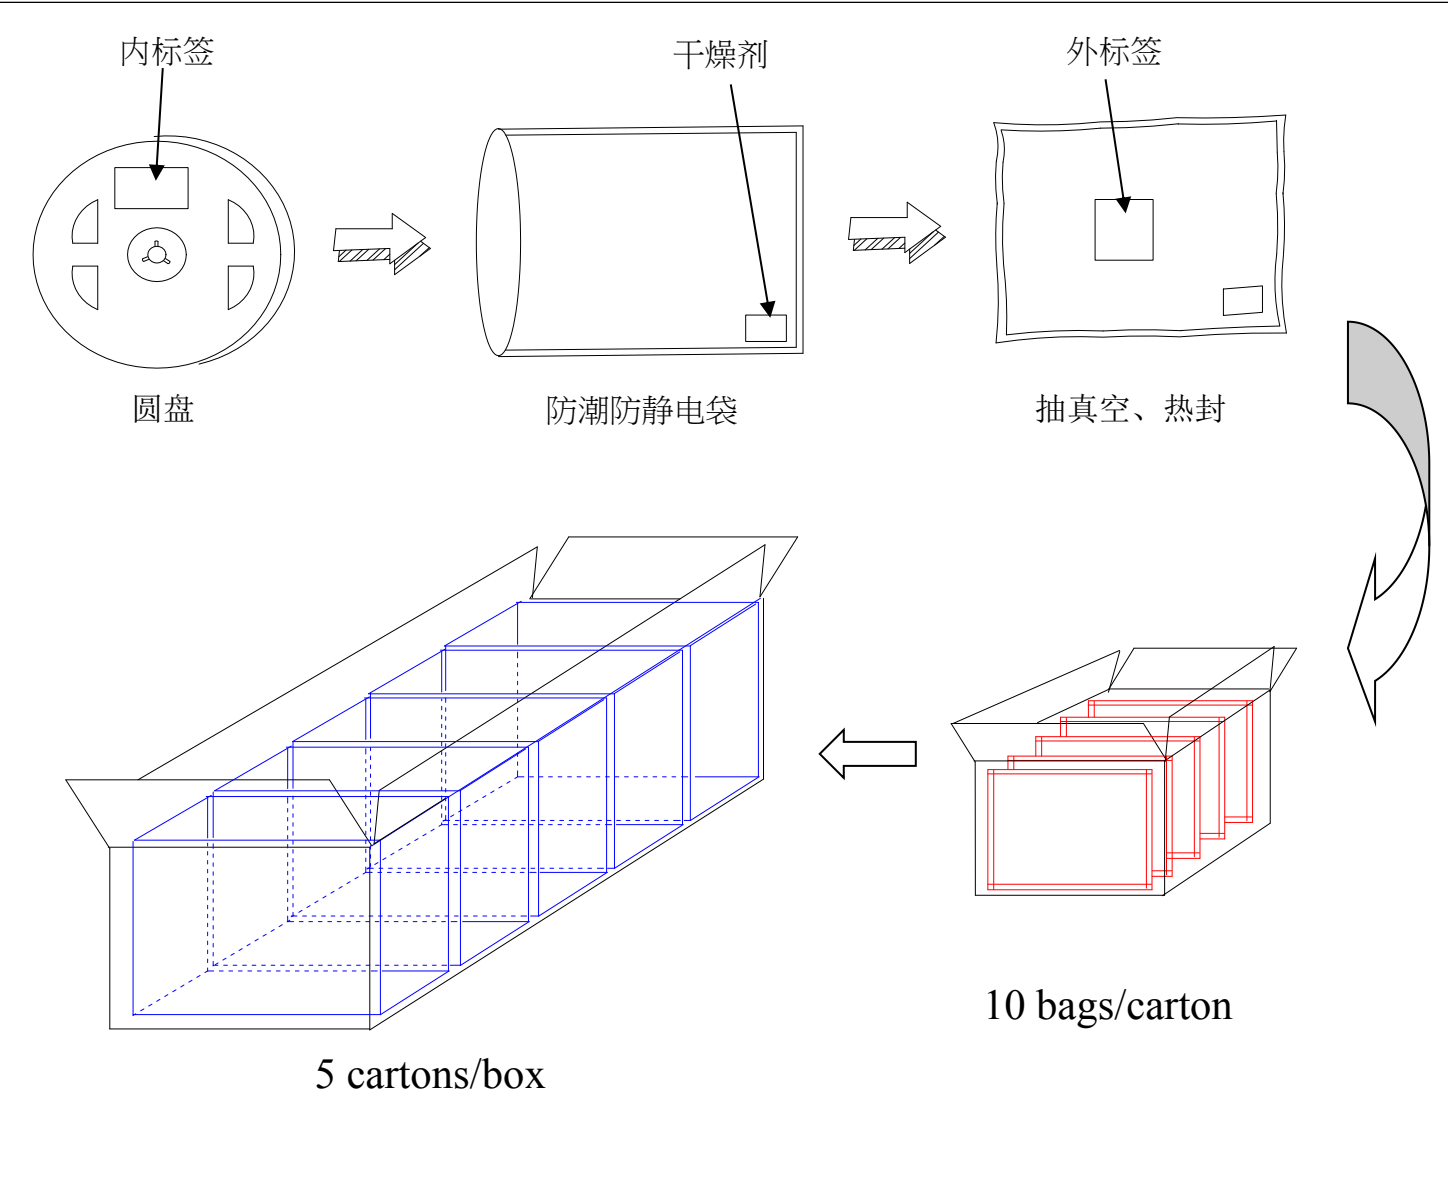 内标签
干燥剂
外标签
圆盘
防潮防静电袋
抽真空、热封
10 bags/carton
5 cartons/box